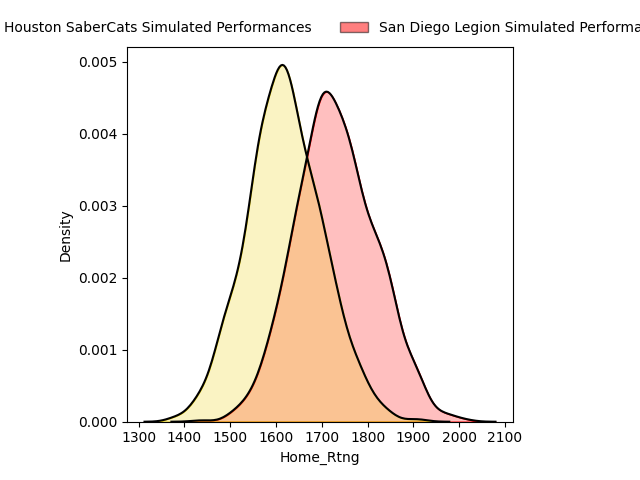 Houston SaberCats Simulated Performances
San Diego Legion Simulated Performa
0.005
0.004
0.003
0.002
0.001
0.000
Density
1300 1400 1500 1600 1700 1800 1900 2000 2100
Home_Rtng